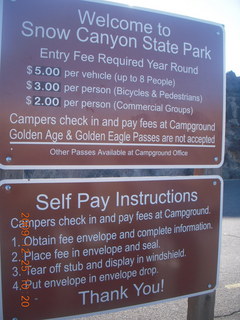 Welcome to
Snow Canyon State Park
Entry Fee Required Year Round
$5.00 per vehicle (up to 8 People)
$3.00 per person (Bicycles & Pedestrians)
$2.00 per person (Commercial Groups)
Campers check in and pay fees at Campground
Golden Age & Golden Eagle Passes are not accepted
Other Passes Available at Campground Office
Self Pay Instructions
Campers check in and pay fees at Campground.
1. Obtain fee envelope and complete information.
2. Place fee in envelope and seal.
3. Tear off stub and display in windshield.
4. Put envelope in envelope drop.
Thank You!